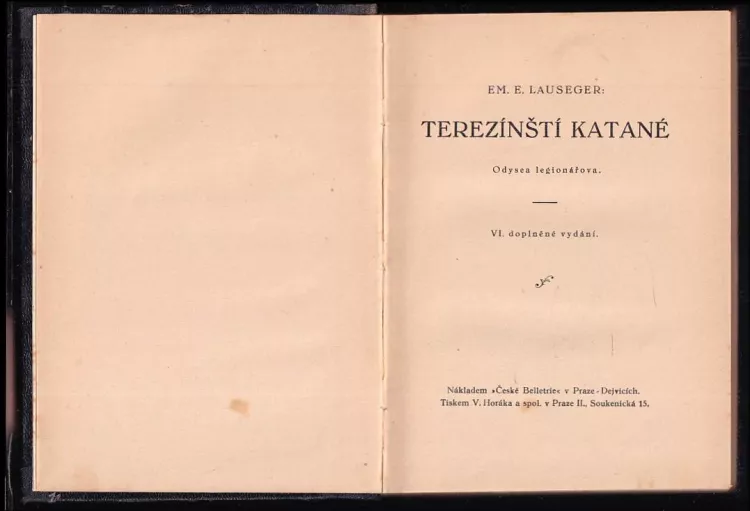 EM. E. LAUSEGER:
TEREZÍNŠTÍ KATANÉ
Odysea legionářova.
VI. doplněné vydání.
Nákladem »České Belletrie« v Praze-Dejvicích.
Tiskem V. Horáka a spol. v Praze II., Soukenická 15.